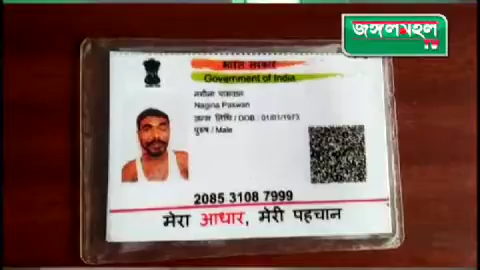 জঙ্গলমহল
TV
भारत सरकार
Government of India
नगीना पासवान
Nagina Paswan
जन्म तिथि / DOB : 01/01/1973
पुरुष / Male
2085 3108 7999
मेरा आधार, मेरी पहचान